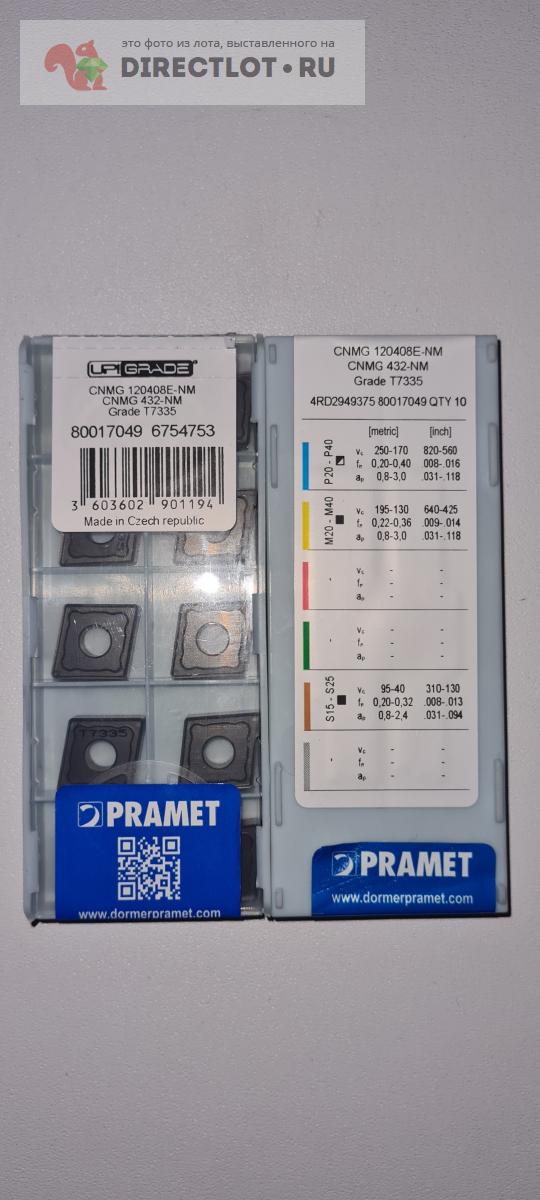 это фото из лота, выставленного на
DIRECTLOT•RU
UP!GRADE
CNMG 120408E-NM
CNMG 432-NM
Grade T7335
80017049 6754753
3 603602 901194
Made in Czech republic
T7335
PRAMET
www.dormerpramet.com
CNMG 120408E-NM
CNMG 432-NM
Grade T7335
4RD2949375 80017049 QTY 10
[metric] [inch]
P20 - P40
vc 250-170 820-560
fn 0,20-0,40 .008-.016
ap 0,8-3,0 .031-.118
M20 - M40
vc 195-130 640-425
fn 0,22-0,36 .009-.014
ap 0,8-3,0 .031-.118
- vc - -
fn - -
ap - -
- vc - -
fn - -
ap - -
S15 - S25
vc 95-40 310-130
fn 0,20-0,32 .008-.013
ap 0,8-2,4 .031-.094
- vc - -
fn - -
ap - -
PRAMET
www.dormerpramet.com